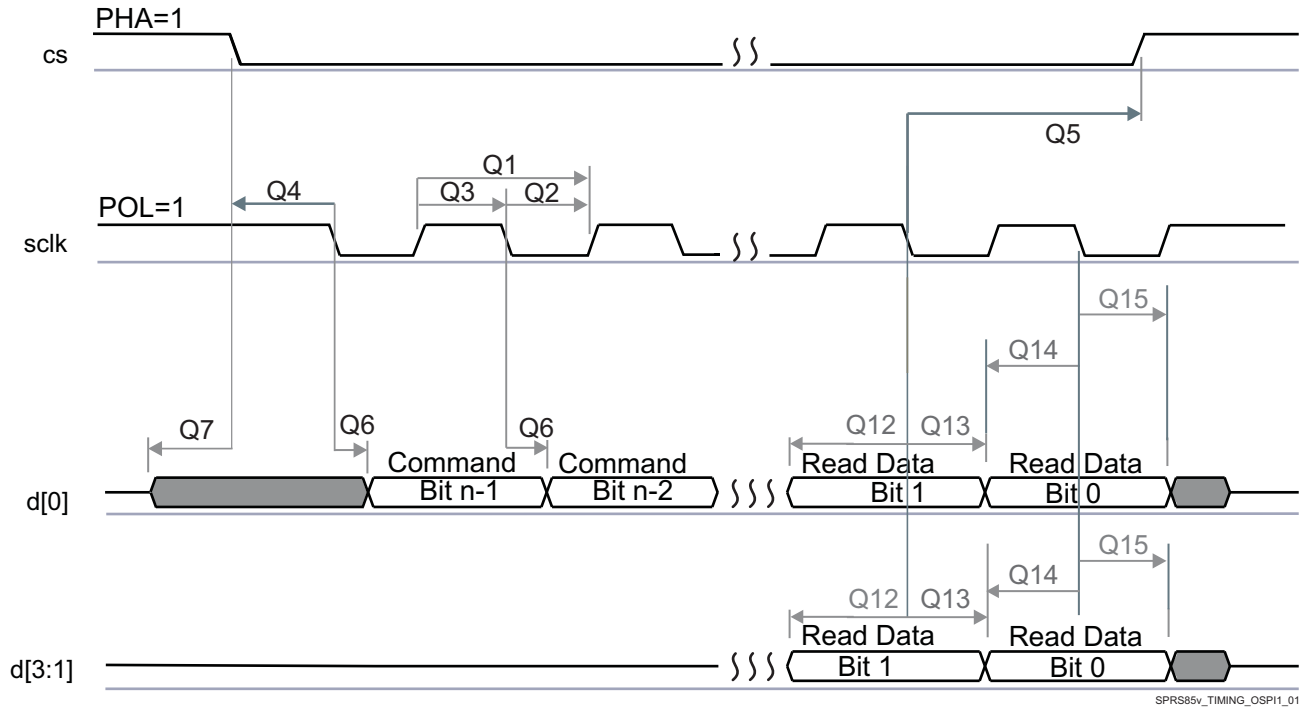 PHA=1
cs
Q5
Q1
Q3 Q2
Q4
POL=1
sclk
Q15
Q14
Q7 Q6 Q6 Q12 Q13
Command Command Read Data Read Data
Bit n-1 Bit n-2 Bit 1 Bit 0
d[0]
Q15
Q14
Q12 Q13
Read Data Read Data
Bit 1 Bit 0
d[3:1]
SPRS85v_TIMING_OSPI1_01